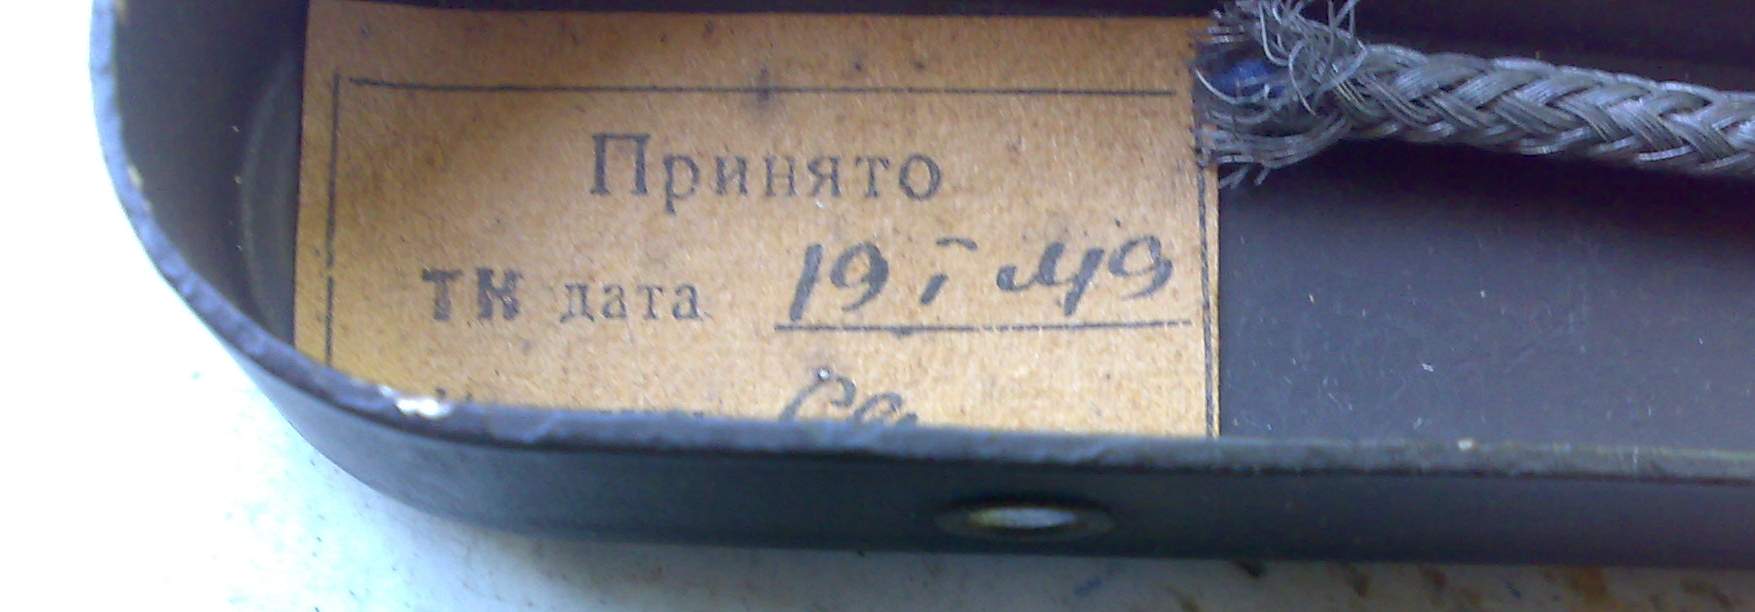 Принято
ТК дата 19 I 49